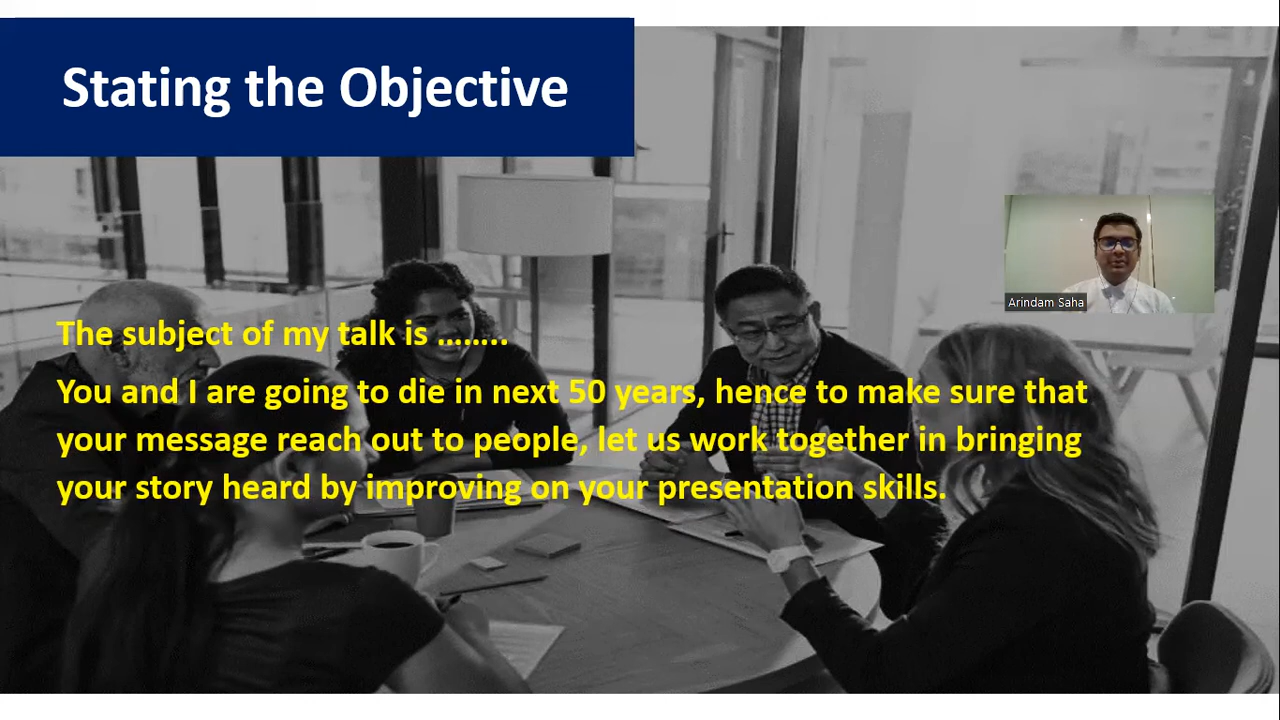 Stating the Objective
Arindam Saha
The subject of my talk is ........
You and I are going to die in next 50 years, hence to make sure that
your message reach out to people, let us work together in bringing
your story heard by improving on your presentation skills.